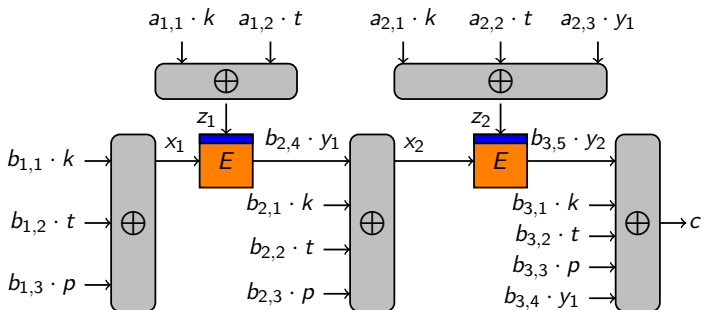 a₁,₁ · k a₁,₂ · t a₂,₁ · k a₂,₂ · t a₂,₃ · y₁
⊕ ⊕
z₁ z₂
b₁,₁ · k x₁ E b₂,₄ · y₁ x₂ E b₃,₅ · y₂
b₂,₁ · k b₃,₁ · k
b₁,₂ · t ⊕ ⊕ b₃,₂ · t ⊕ c
b₂,₂ · t
b₃,₃ · p
b₁,₃ · p b₂,₃ · p b₃,₄ · y₁